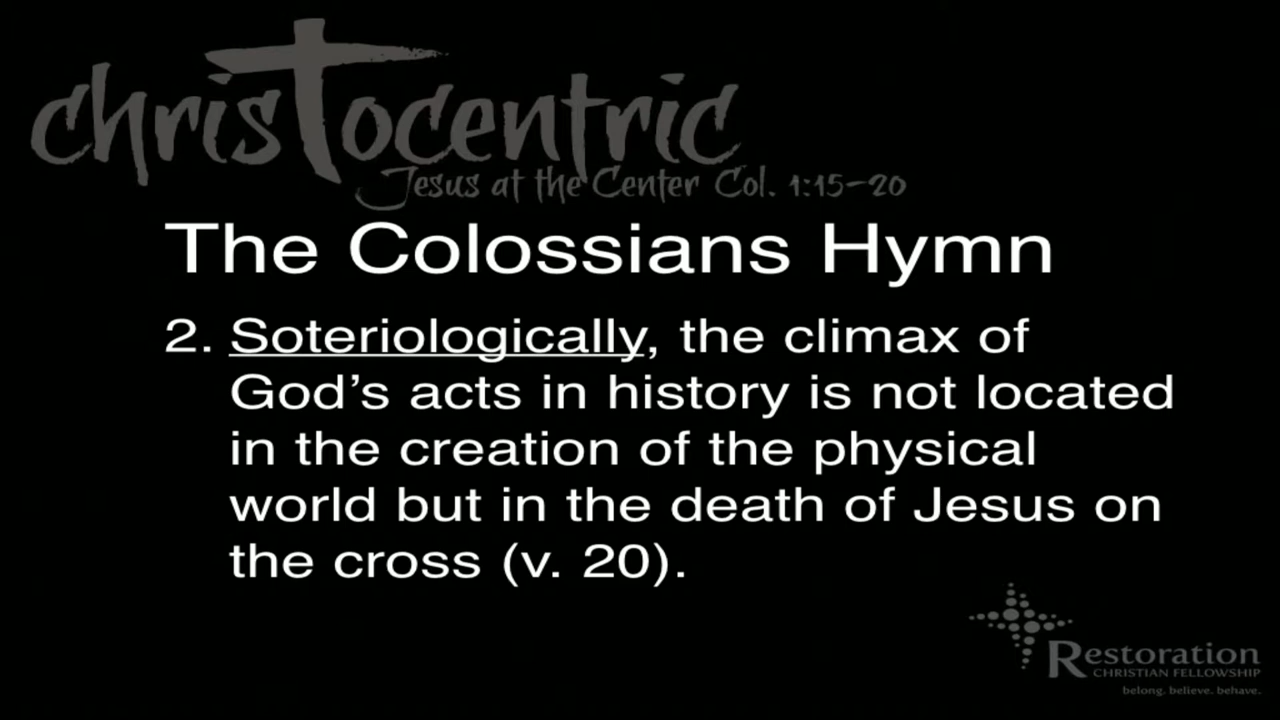 christocentric
Jesus at the Center Col. 1:15-20
The Colossians Hymn
2. Soteriologically, the climax of
God’s acts in history is not located
in the creation of the physical
world but in the death of Jesus on
the cross (v. 20).
Restoration
CHRISTIAN FELLOWSHIP
belong. believe. behave.